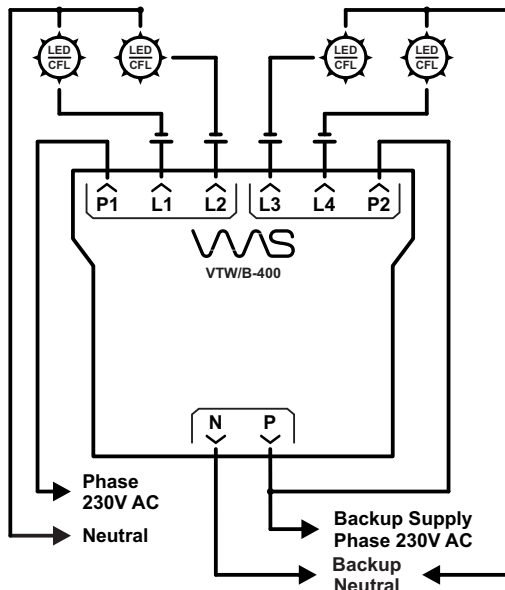 LED
CFL
LED
CFL
LED
CFL
LED
CFL
P1 L1 L2 L3 L4 P2
VMS
VTW/B-400
N P
Phase
230V AC
Neutral
Backup Supply
Phase 230V AC
Backup
Neutral